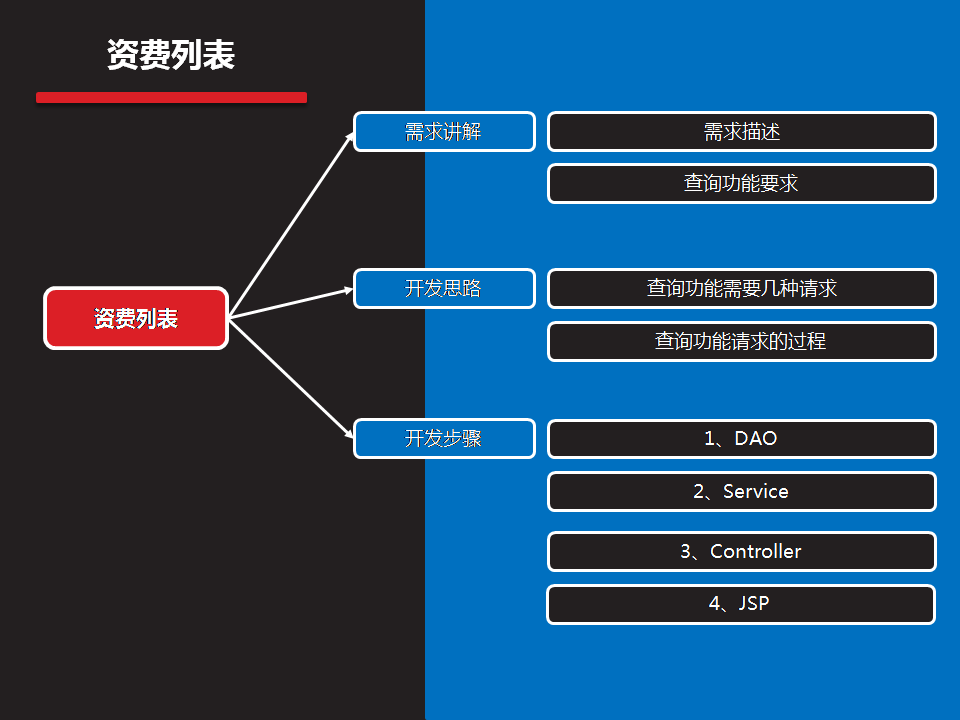 资费列表
需求讲解
需求描述
查询功能要求
资费列表
开发思路
查询功能需要几种请求
查询功能请求的过程
开发步骤
1、DAO
2、Service
3、Controller
4、JSP